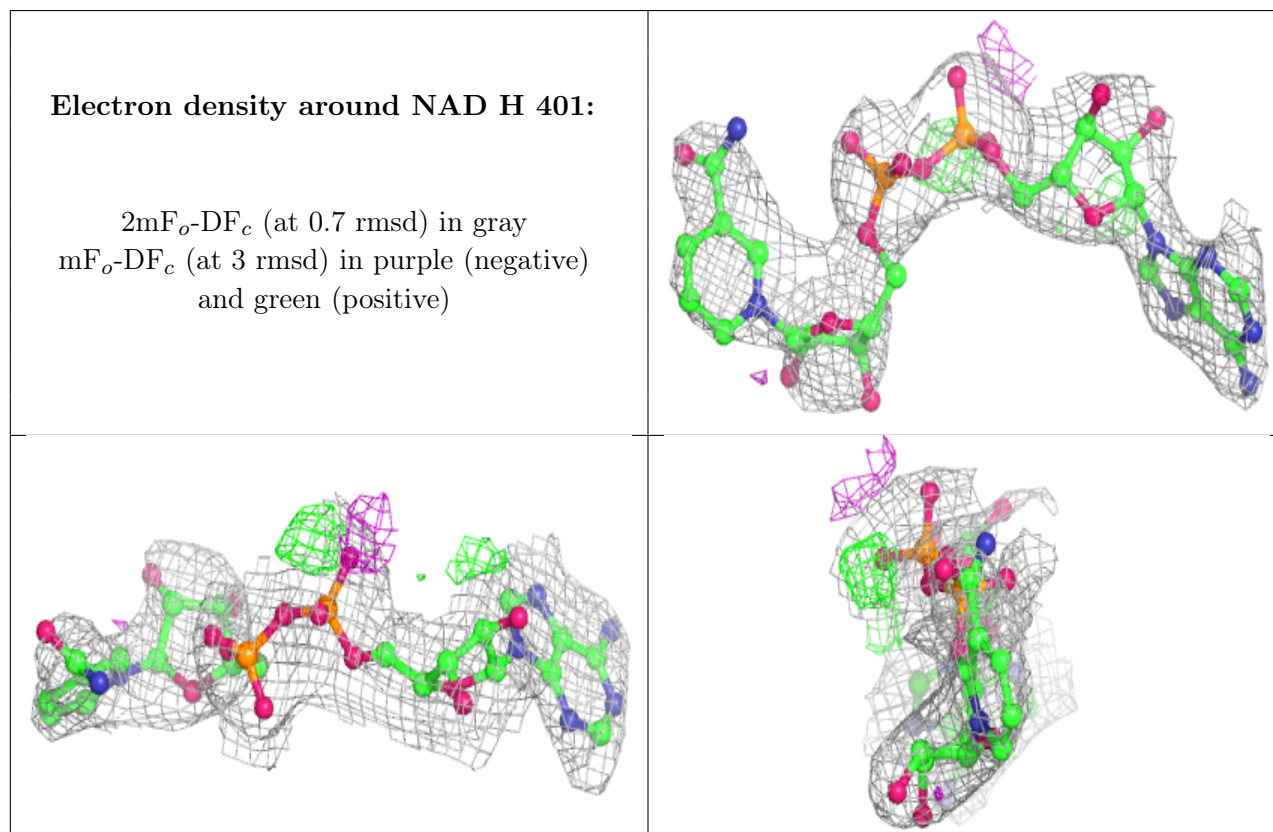 Electron density around NAD H 401:
2mFo-DFc (at 0.7 rmsd) in gray
mFo-DFc (at 3 rmsd) in purple (negative)
and green (positive)